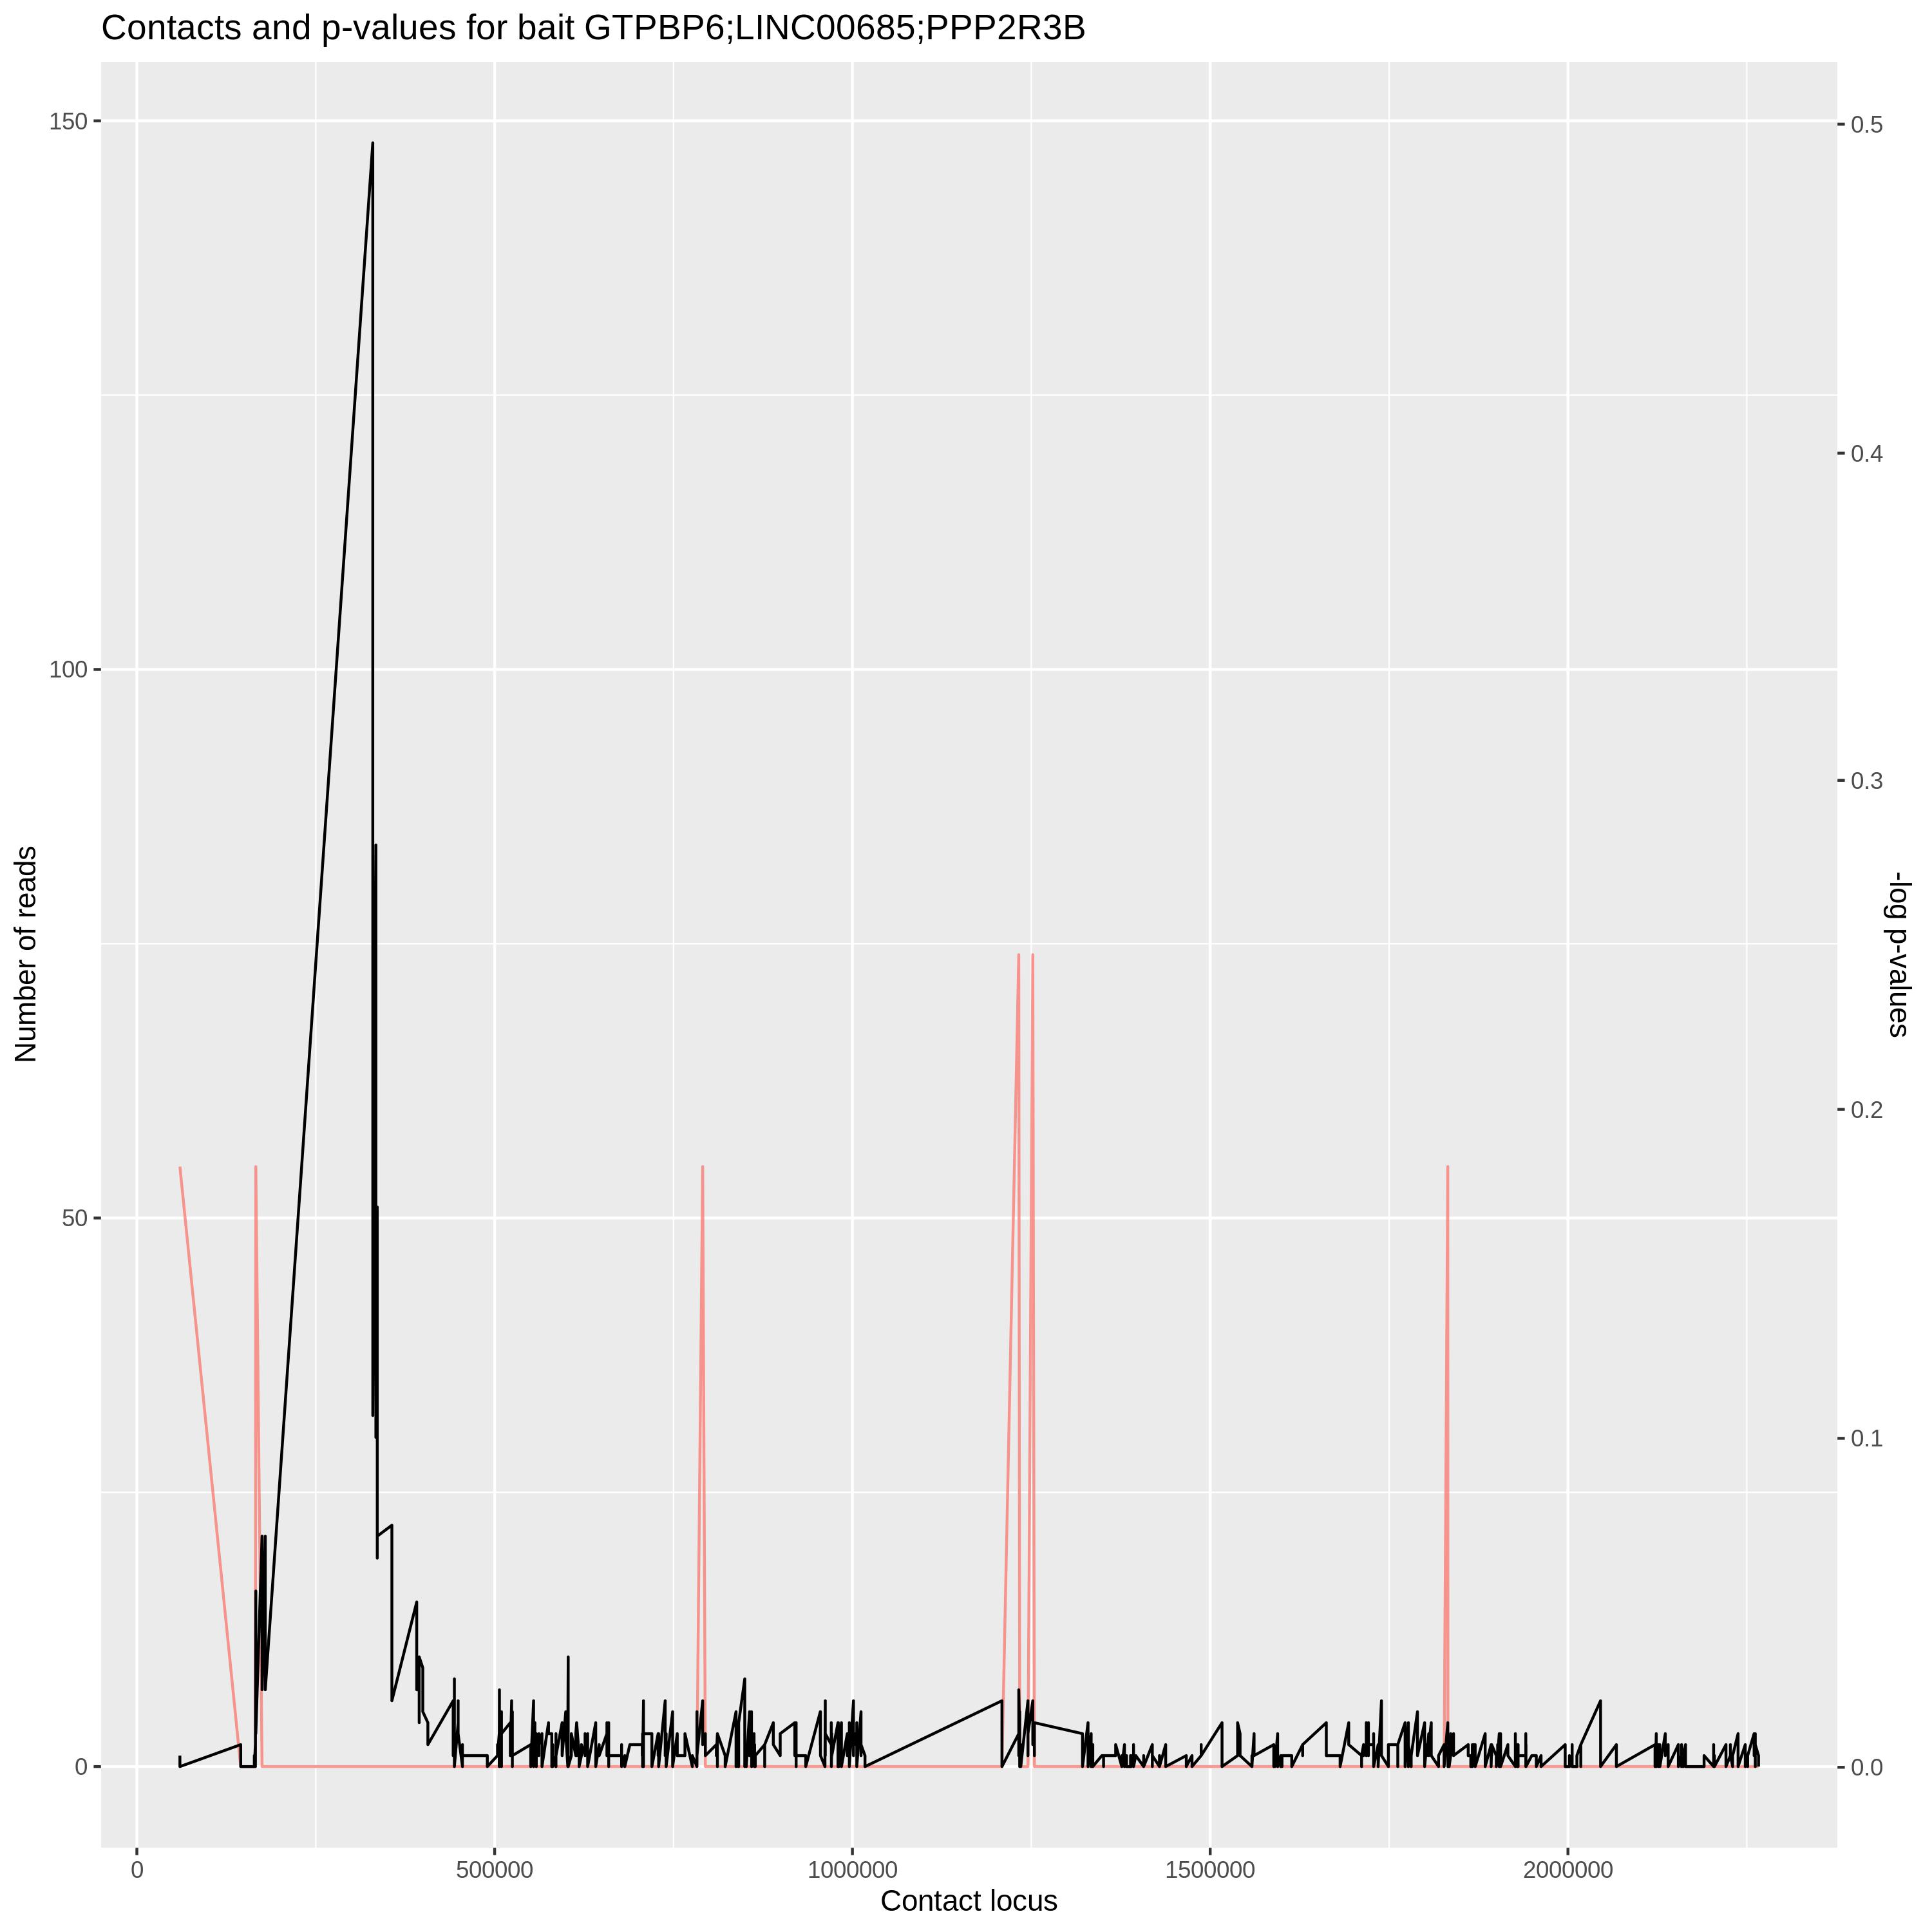 Contacts and p-values for bait GTPBP6;LINC00685;PPP2R3B
150
100
50
0
Number of reads
0.5
0.4
0.3
0.2
0.1
0.0
-log p-values
0 500000 1000000 1500000 2000000
Contact locus